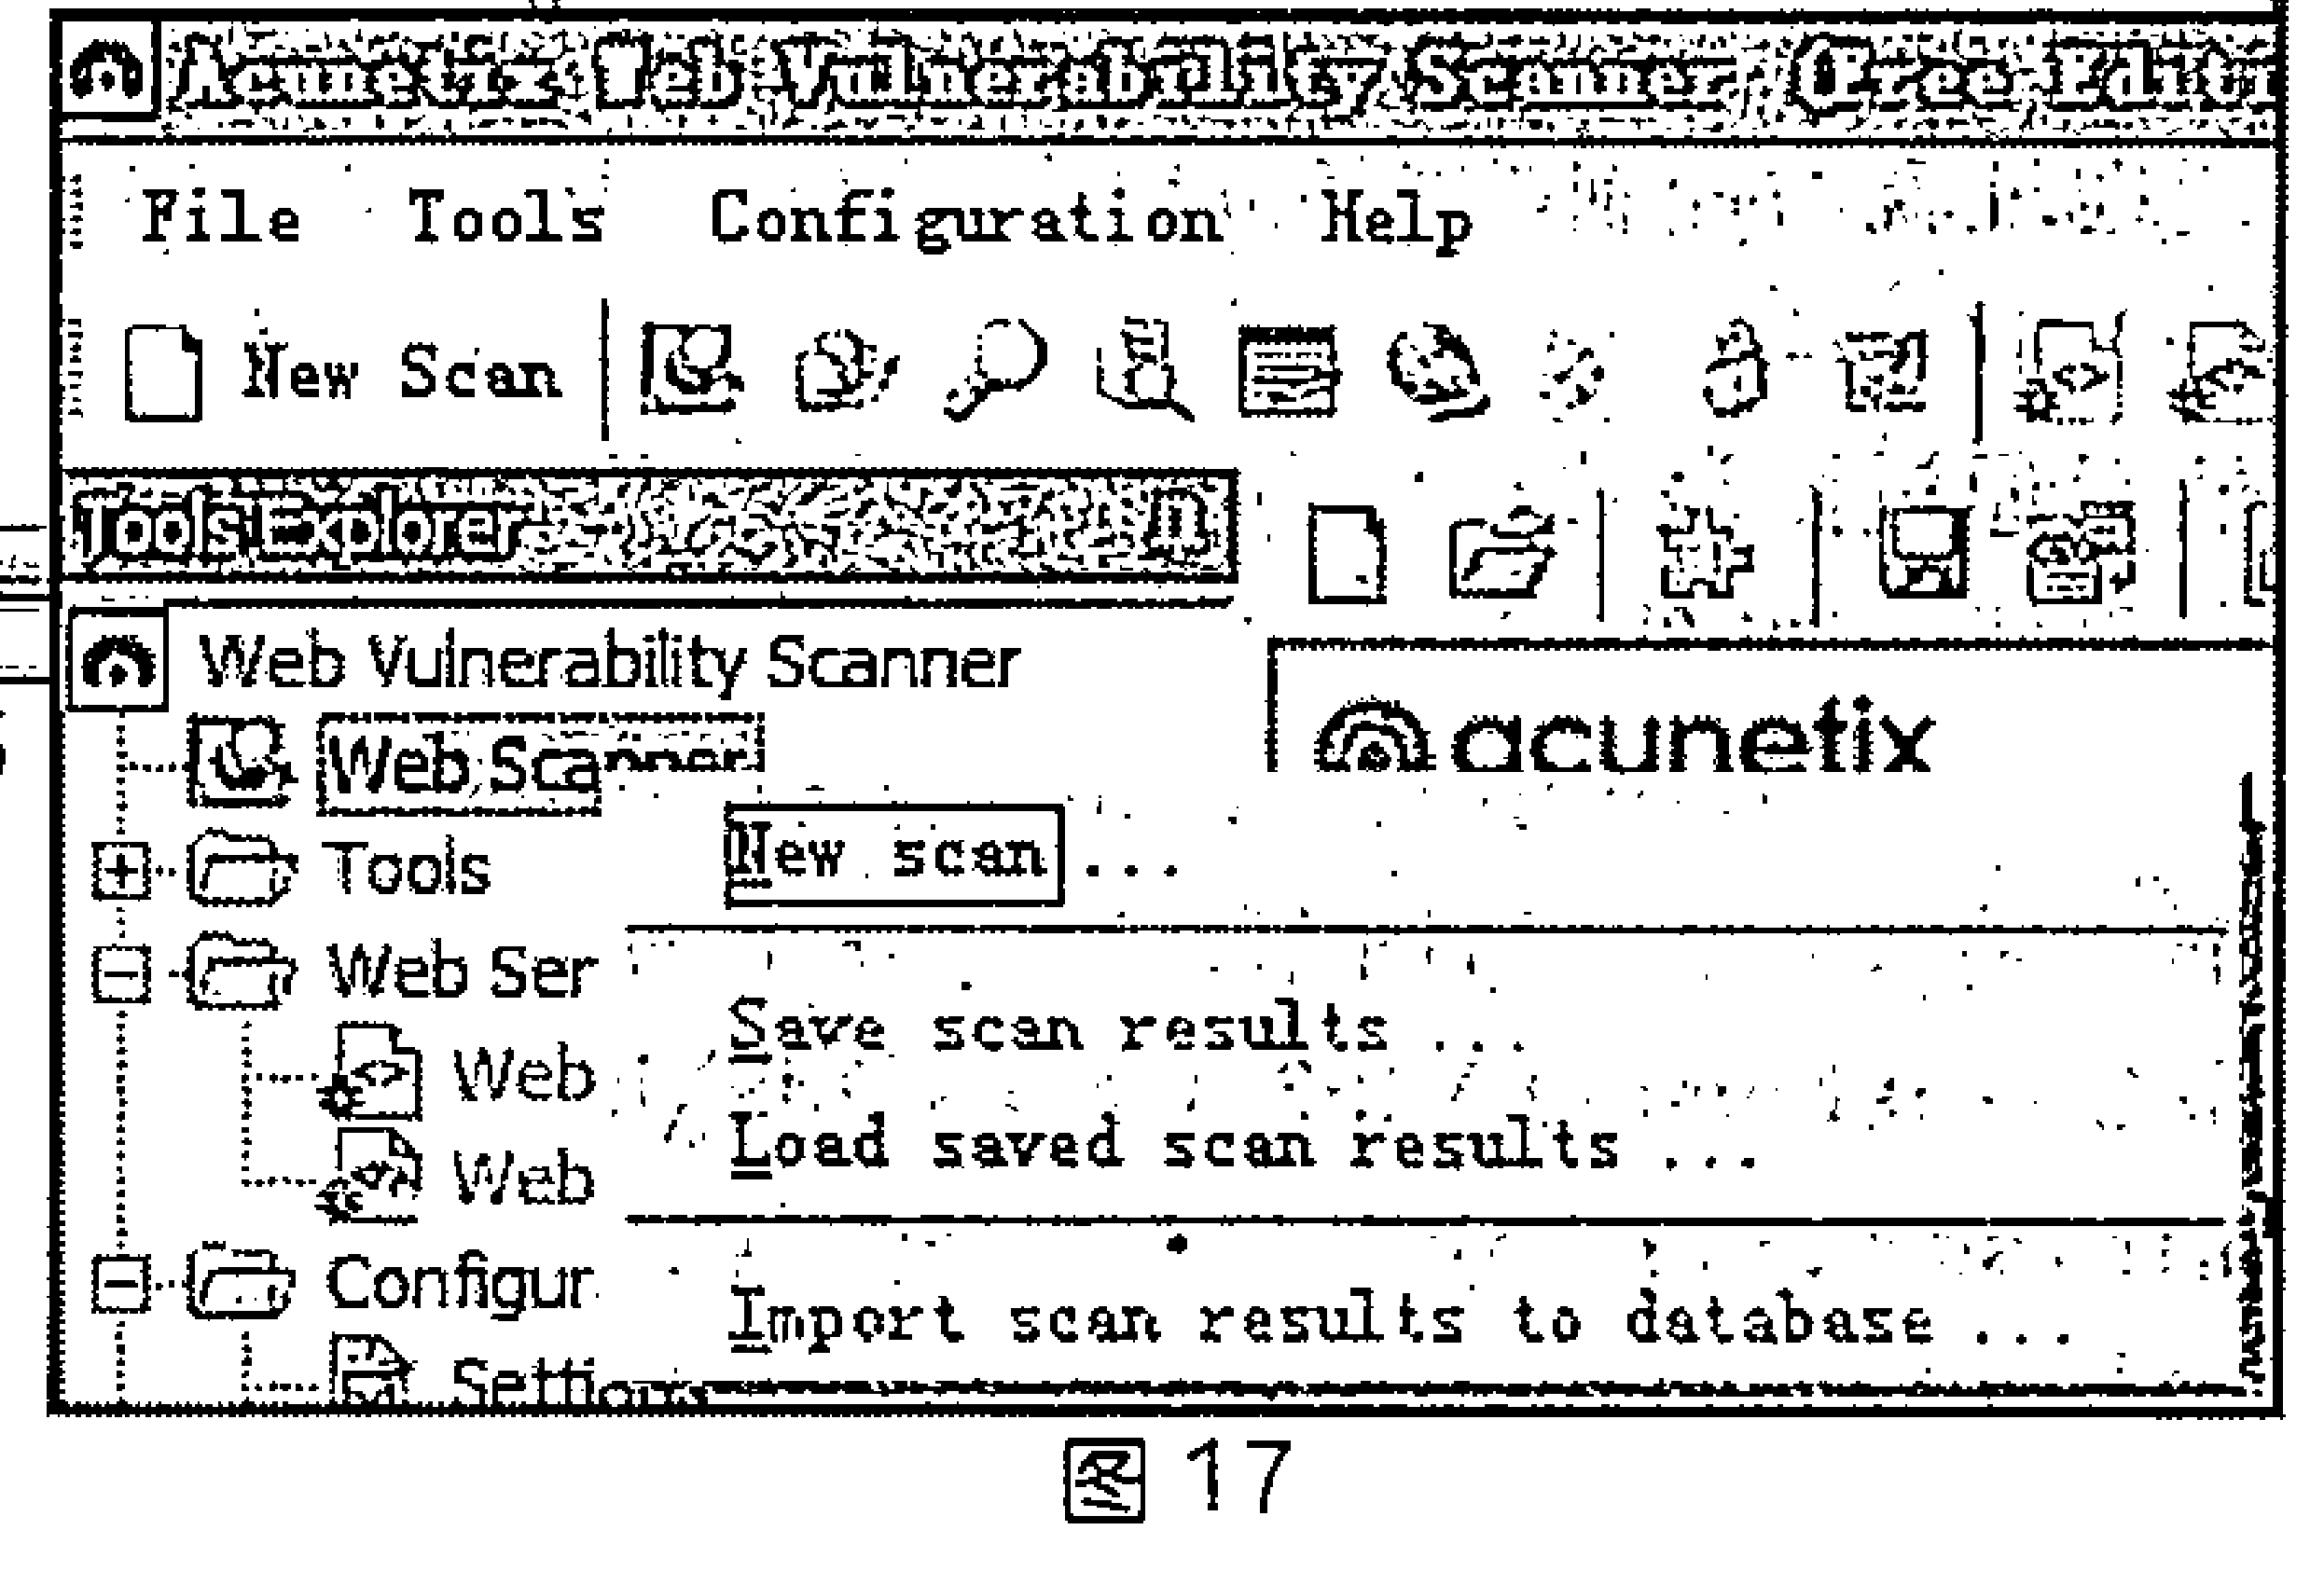 Acunetix Web Vulnerability Scanner (Free Editi
File Tools Configuration Help
New Scan
Tools Explorer
Web Vulnerability Scanner
acunetix
Web Scanner
New scan ...
Tools
Web Ser
Save scan results ...
Web
Load saved scan results ...
Web
Configur
Import scan results to database ...
Settings
图 17